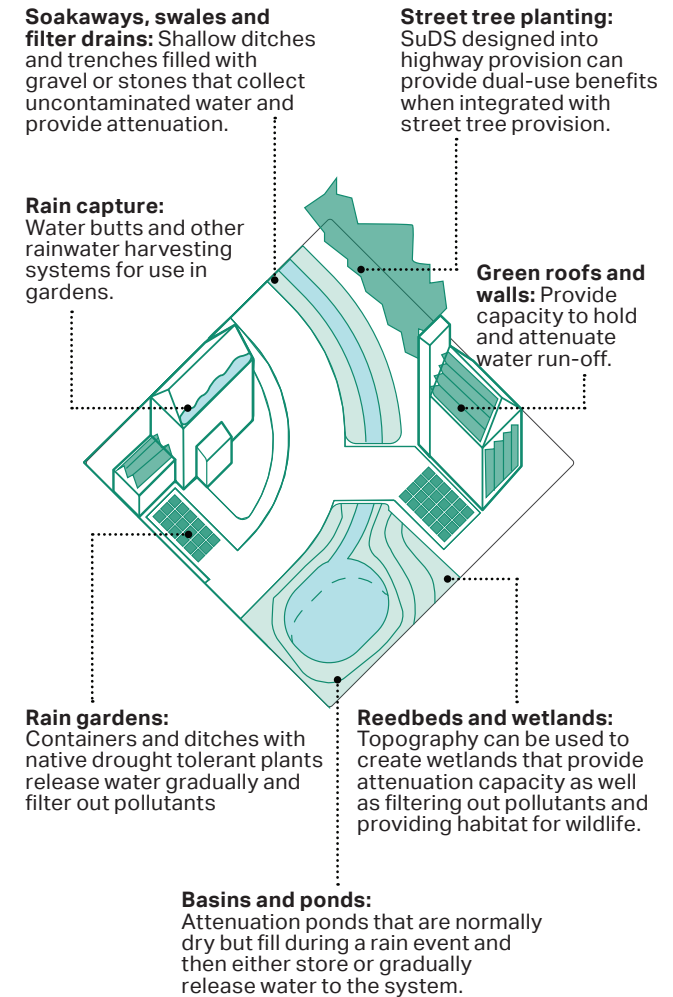 Soakaways, swales and
filter drains: Shallow ditches
and trenches filled with
gravel or stones that collect
uncontaminated water and
provide attenuation.
Street tree planting:
SuDS designed into
highway provision can
provide dual-use benefits
when integrated with
street tree provision.
Rain capture:
Water butts and other
rainwater harvesting
systems for use in
gardens.
Green roofs and
walls: Provide
capacity to hold
and attenuate
water run-off.
Rain gardens:
Containers and ditches with
native drought tolerant plants
release water gradually and
filter out pollutants
Reedbeds and wetlands:
Topography can be used to
create wetlands that provide
attenuation capacity as well
as filtering out pollutants and
providing habitat for wildlife.
Basins and ponds:
Attenuation ponds that are normally
dry but fill during a rain event and
then either store or gradually
release water to the system.